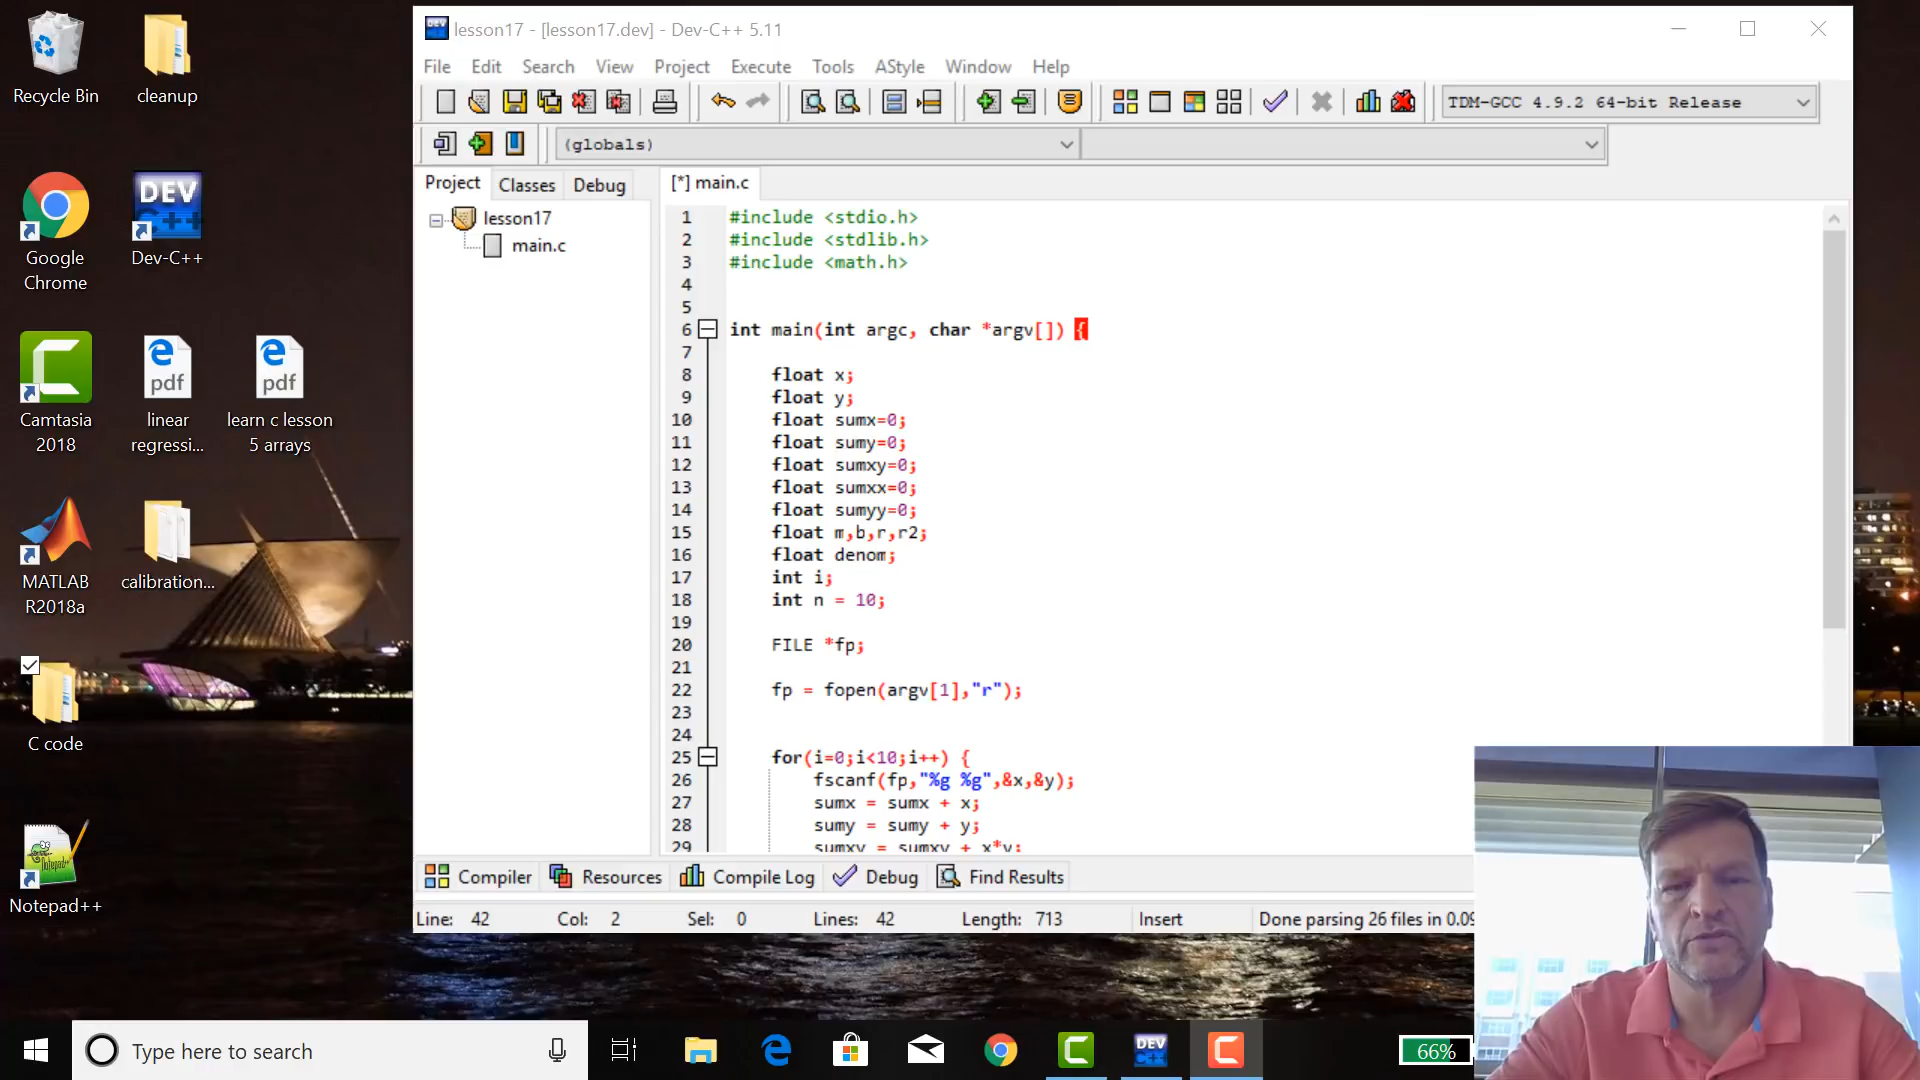 Recycle Bin
cleanup
Google
Chrome
DEV
C++
Dev-C++
Camtasia
2018
pdf
linear
regressi...
pdf
learn c lesson
5 arrays
MATLAB
R2018a
calibration...
C code
Notepad++
lesson17 - [lesson17.dev] - Dev-C++ 5.11
File Edit Search View Project Execute Tools AStyle Window Help
TDM-GCC 4.9.2 64-bit Release
(globals)
Project Classes Debug
[*] main.c
lesson17
main.c
1 #include <stdio.h>
2 #include <stdlib.h>
3 #include <math.h>
4
5
6 int main(int argc, char *argv[]) {
7
8 float x;
9 float y;
10 float sumx=0;
11 float sumy=0;
12 float sumxy=0;
13 float sumxx=0;
14 float sumyy=0;
15 float m,b,r,r2;
16 float denom;
17 int i;
18 int n = 10;
19
20 FILE *fp;
21
22 fp = fopen(argv[1],"r");
23
24
25 for(i=0;i<10;i++) {
26 fscanf(fp,"%g %g",&x,&y);
27 sumx = sumx + x;
28 sumy = sumy + y;
29 sumxy = sumxy + x*y;
Compiler Resources Compile Log Debug Find Results
Line: 42 Col: 2 Sel: 0 Lines: 42 Length: 713 Insert Done parsing 26 files in 0.09
Type here to search
DEV
66%